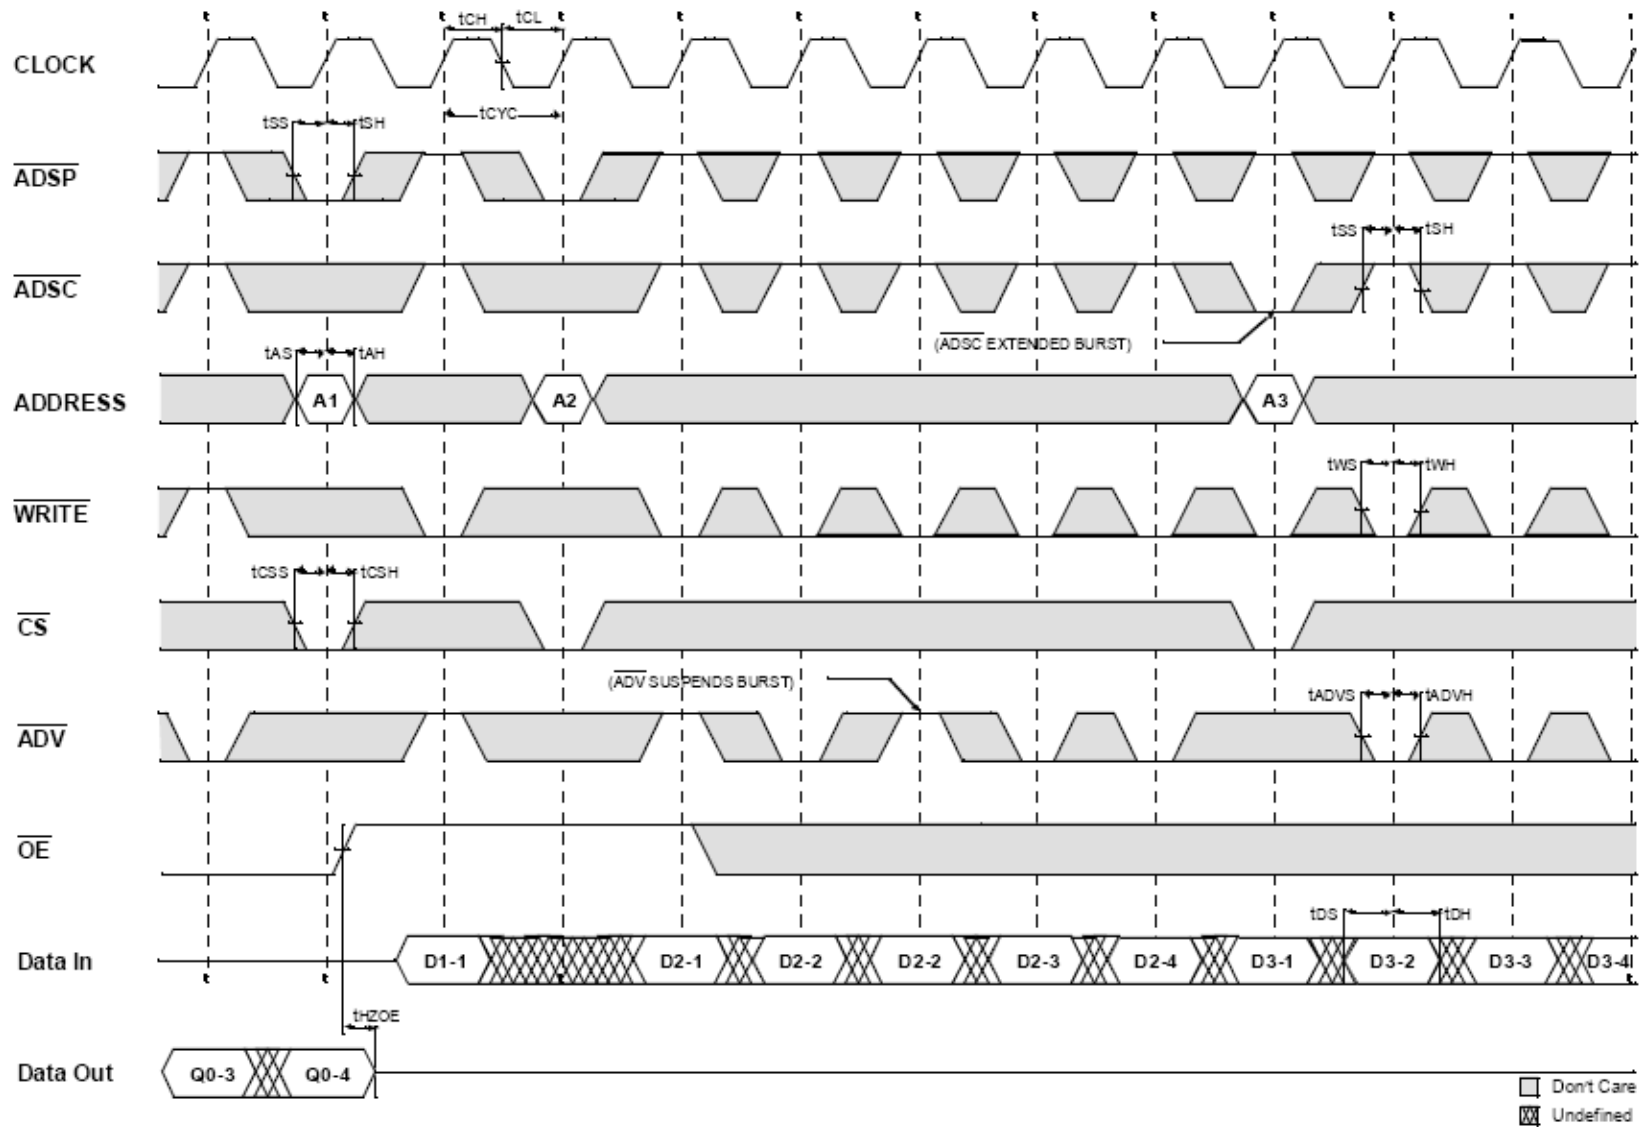 tCH tCL
CLOCK
tCYC
tSS tSH
ADSP
tSS tSH
ADSC
(ADSC EXTENDED BURST)
tAS tAH
ADDRESS A1 A2 A3
tWS tWH
WRITE
tCSS tCSH
CS
(ADV SUSPENDS BURST)
tADVS tADVH
ADV
OE
tDS tDH
Data In D1-1 D2-1 D2-2 D2-2 D2-3 D2-4 D3-1 D3-2 D3-3 D3-4
tHZOE
Data Out Q0-3 Q0-4
Don't Care
Undefined